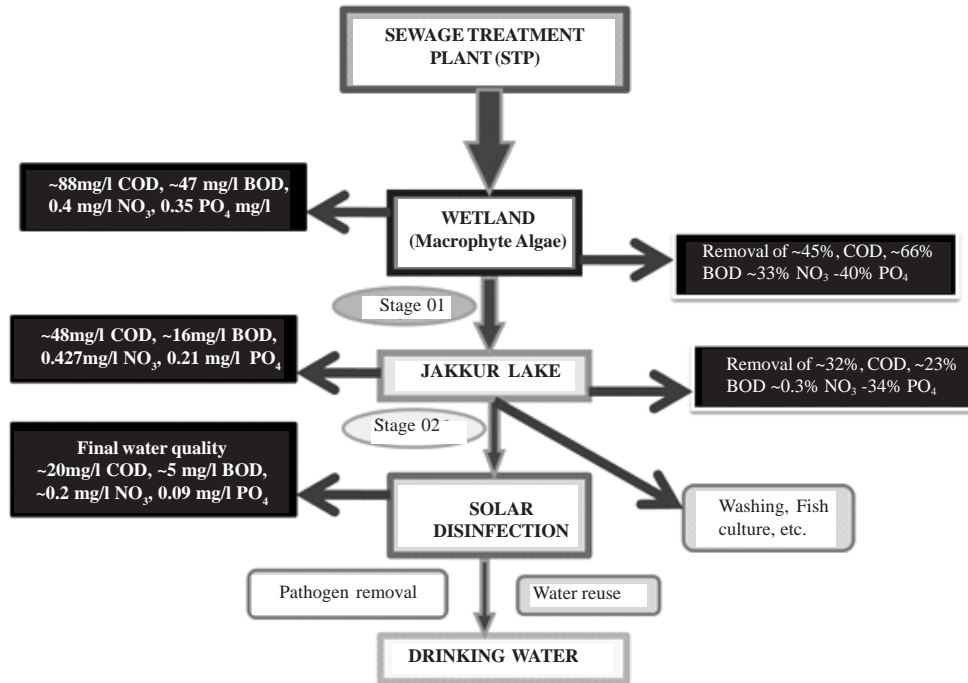 SEWAGE TREATMENT
PLANT (STP)
~88mg/l COD, ~47 mg/l BOD,
0.4 mg/l NO₃, 0.35 PO₄ mg/l
WETLAND
(Macrophyte Algae)
Removal of ~45%, COD, ~66%
BOD ~33% NO₃ -40% PO₄
Stage 01
~48mg/l COD, ~16mg/l BOD,
0.427mg/l NO₃, 0.21 mg/l PO₄
JAKKUR LAKE
Removal of ~32%, COD, ~23%
BOD ~0.3% NO₃ -34% PO₄
Stage 02
Final water quality
~20mg/l COD, ~5 mg/l BOD,
~0.2 mg/l NO₃, 0.09 mg/l PO₄
SOLAR
DISINFECTION
Washing, Fish
culture, etc.
Pathogen removal
Water reuse
DRINKING WATER